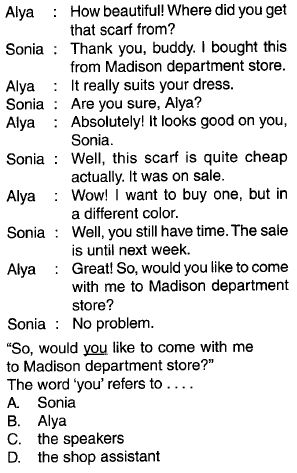 Alya : How beautiful! Where did you get
that scarf from?
Sonia : Thank you, buddy. I bought this
from Madison department store.
Alya : It really suits your dress.
Sonia : Are you sure, Alya?
Alya : Absolutely! It looks good on you,
Sonia.
Sonia : Well, this scarf is quite cheap
actually. It was on sale.
Alya : Wow! I want to buy one, but in
a different color.
Sonia : Well, you still have time. The sale
is until next week.
Alya : Great! So, would you like to come
with me to Madison department
store?
Sonia : No problem.
“So, would you like to come with me
to Madison department store?”
The word ‘you’ refers to . . . .
A. Sonia
B. Alya
C. the speakers
D. the shop assistant